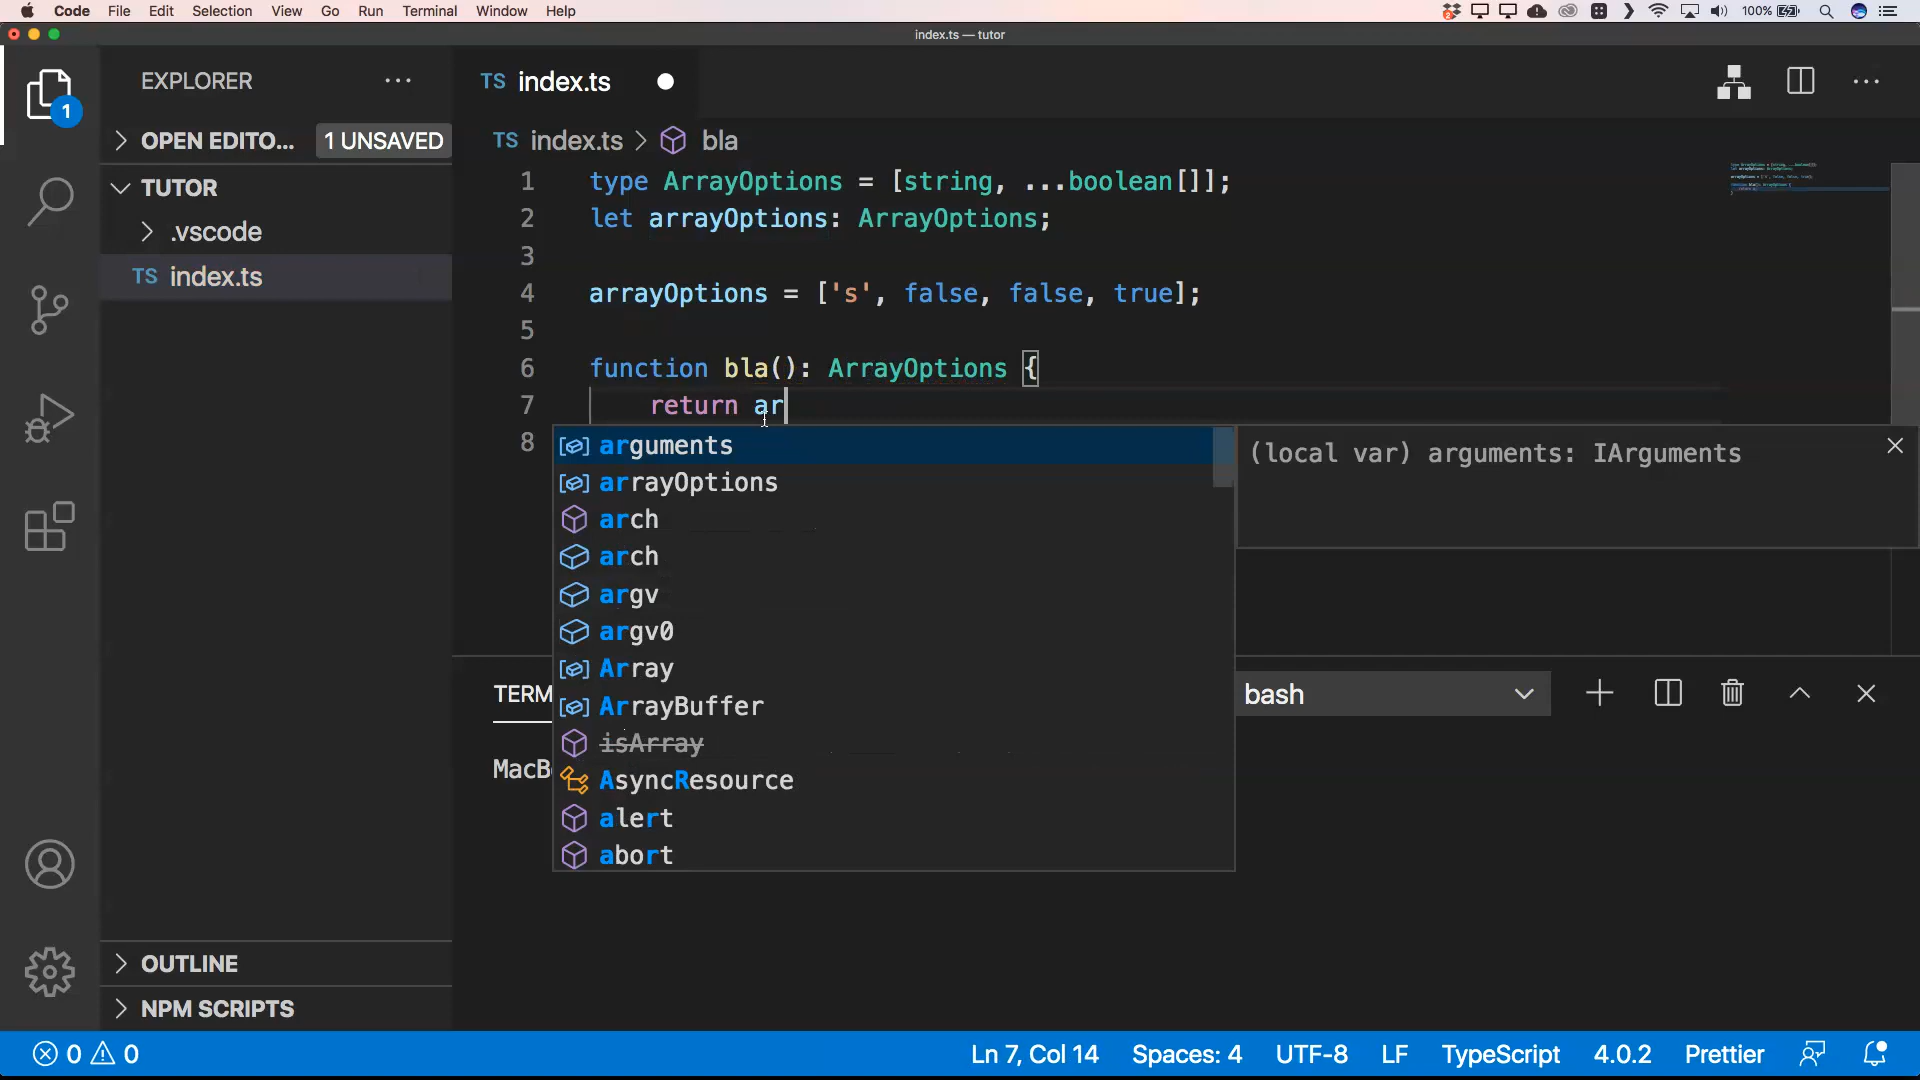 Code File Edit Selection View Go Run Terminal Window Help 100%
index.ts — tutor
EXPLORER
TS index.ts
1
OPEN EDITO... 1 UNSAVED
TS index.ts > bla
TUTOR
.vscode
TS index.ts
1 type ArrayOptions = [string, ...boolean[]];
2 let arrayOptions: ArrayOptions;
3
4 arrayOptions = ['s', false, false, true];
5
6 function bla(): ArrayOptions {
7 return ar
8
arguments
arrayOptions
arch
arch
argv
argv0
Array
ArrayBuffer
isArray
AsyncResource
alert
abort
(local var) arguments: IArguments
TERM
bash
MacB
OUTLINE
NPM SCRIPTS
0 0
Ln 7, Col 14 Spaces: 4 UTF-8 LF TypeScript 4.0.2 Prettier